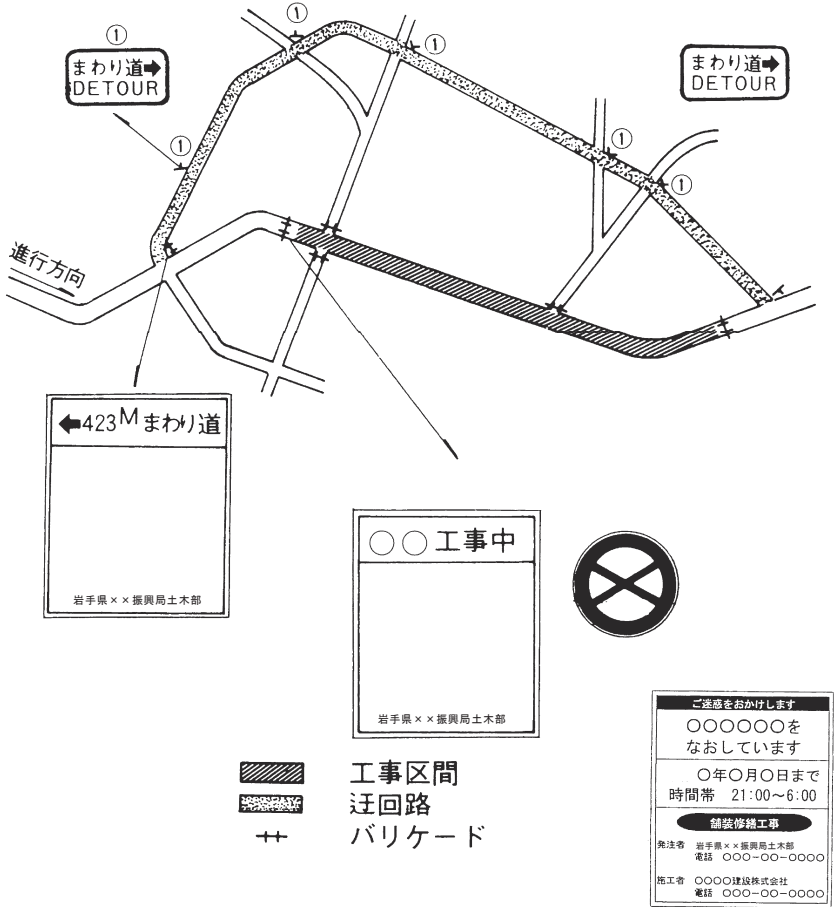 ①
①
まわり道➡
DETOUR
①
まわり道➡
DETOUR
①
①
①
進行方向
⬅423Mまわり道
岩手県××振興局土木部
○○工事中
岩手県××振興局土木部
ご迷惑をおかけします
○○○○○○を
なおしています
○年○月○日まで
時間帯 21:00～6:00
舗装修繕工事
発注者 岩手県××振興局土木部
電話 ○○○-○○-○○○○
施工者 ○○○○建設株式会社
電話 ○○○-○○-○○○○
工事区間
迂回路
バリケード